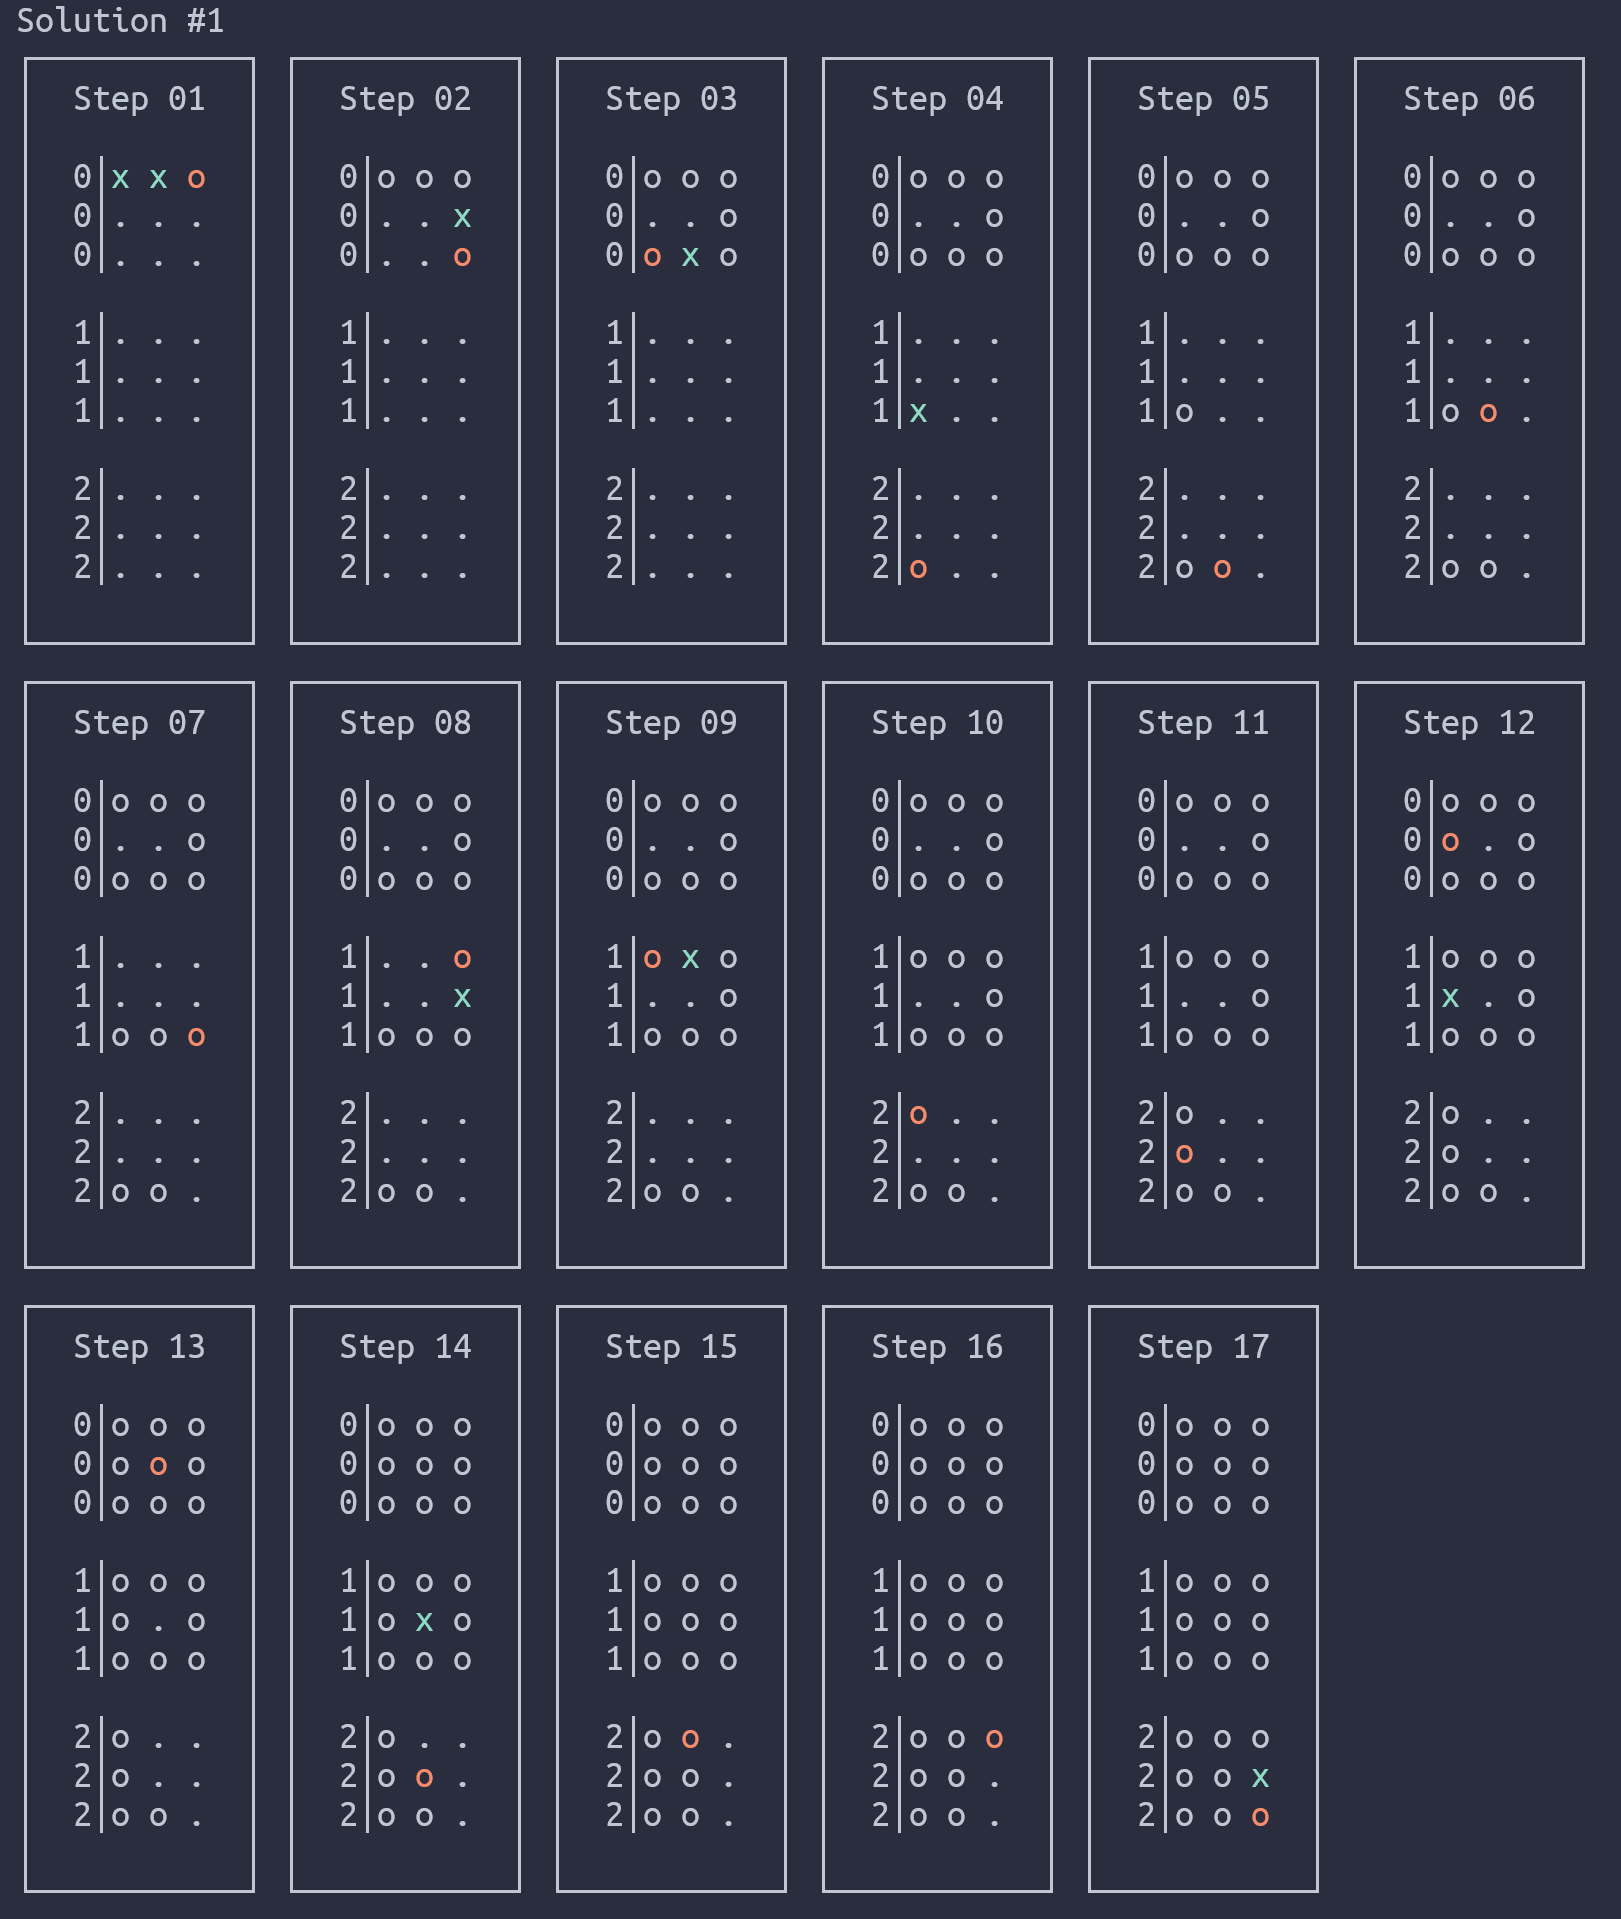 Solution #1
Step 01 Step 02 Step 03 Step 04 Step 05 Step 06
0|x x o 0|o o o 0|o o o 0|o o o 0|o o o 0|o o o
0|. . . 0|. . x 0|. . o 0|. . o 0|. . o 0|. . o
0|. . . 0|. . o 0|o x o 0|o o o 0|o o o 0|o o o
1|. . . 1|. . . 1|. . . 1|. . . 1|. . . 1|. . .
1|. . . 1|. . . 1|. . . 1|. . . 1|. . . 1|. . .
1|. . . 1|. . . 1|. . . 1|x . . 1|o . . 1|o o .
2|. . . 2|. . . 2|. . . 2|. . . 2|. . . 2|. . .
2|. . . 2|. . . 2|. . . 2|. . . 2|. . . 2|. . .
2|. . . 2|. . . 2|. . . 2|o . . 2|o o . 2|o o .
Step 07 Step 08 Step 09 Step 10 Step 11 Step 12
0|o o o 0|o o o 0|o o o 0|o o o 0|o o o 0|o o o
0|. . o 0|. . o 0|. . o 0|. . o 0|. . o 0|o . o
0|o o o 0|o o o 0|o o o 0|o o o 0|o o o 0|o o o
1|. . . 1|. . o 1|o x o 1|o o o 1|o o o 1|o o o
1|. . . 1|. . x 1|. . o 1|. . o 1|. . o 1|x . o
1|o o o 1|o o o 1|o o o 1|o o o 1|o o o 1|o o o
2|. . . 2|. . . 2|. . . 2|o . . 2|o . . 2|o . .
2|. . . 2|. . . 2|. . . 2|. . . 2|o . . 2|o . .
2|o o . 2|o o . 2|o o . 2|o o . 2|o o . 2|o o .
Step 13 Step 14 Step 15 Step 16 Step 17
0|o o o 0|o o o 0|o o o 0|o o o 0|o o o
0|o o o 0|o o o 0|o o o 0|o o o 0|o o o
0|o o o 0|o o o 0|o o o 0|o o o 0|o o o
1|o o o 1|o o o 1|o o o 1|o o o 1|o o o
1|o . o 1|o x o 1|o o o 1|o o o 1|o o o
1|o o o 1|o o o 1|o o o 1|o o o 1|o o o
2|o . . 2|o . . 2|o o . 2|o o o 2|o o o
2|o . . 2|o o . 2|o o . 2|o o . 2|o o x
2|o o . 2|o o . 2|o o . 2|o o . 2|o o o